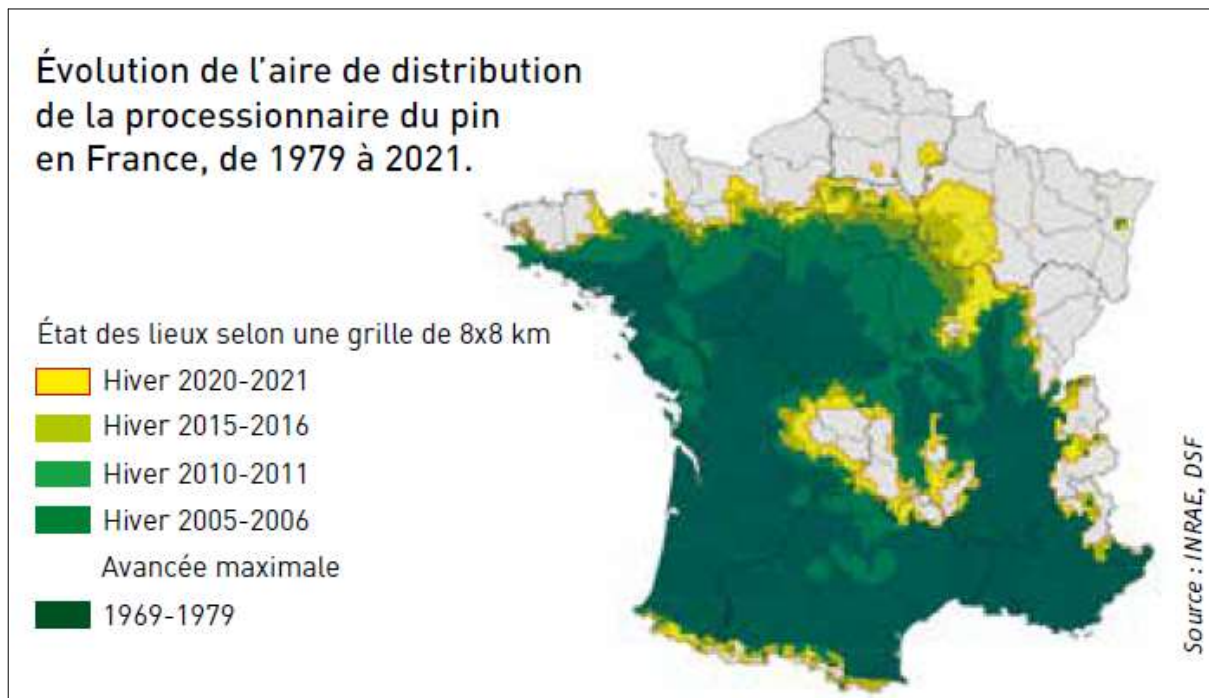 Évolution de l'aire de distribution
de la processionnaire du pin
en France, de 1979 à 2021.
État des lieux selon une grille de 8x8 km
Hiver 2020-2021
Hiver 2015-2016
Hiver 2010-2011
Hiver 2005-2006
Avancée maximale
1969-1979
Source : INRAE, DSF